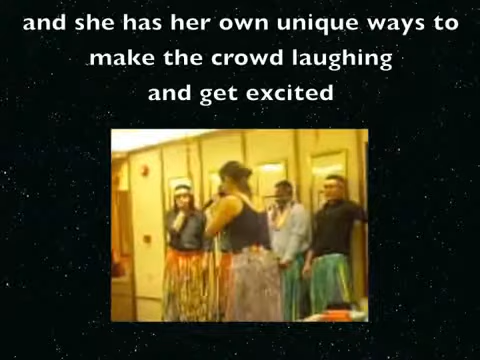 and she has her own unique ways to
make the crowd laughing
and get excited